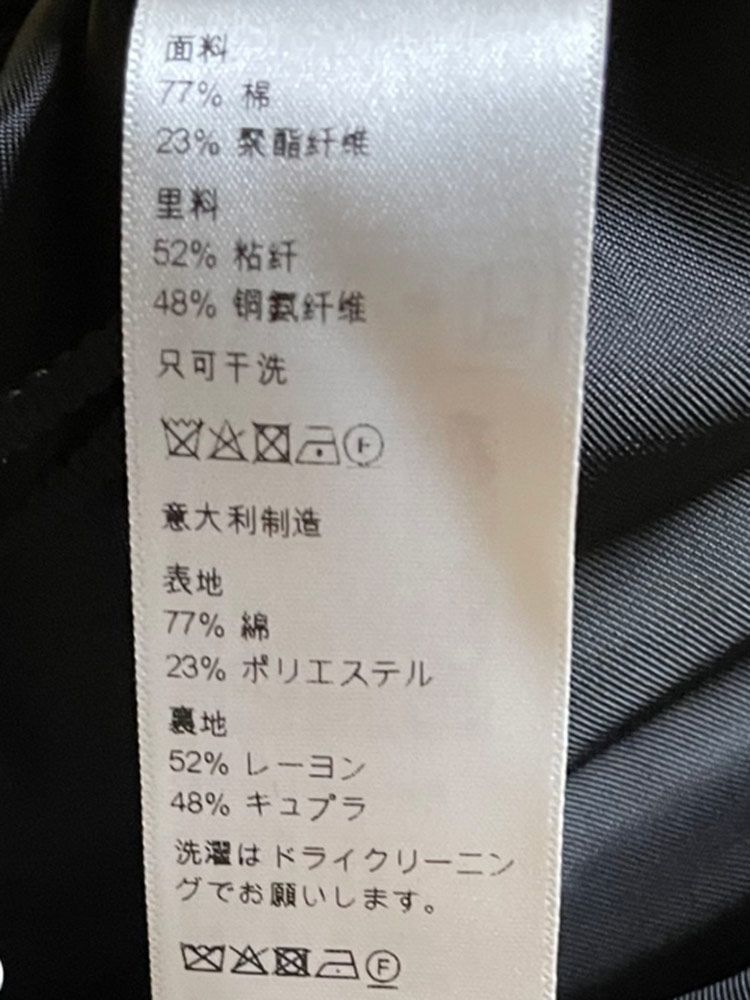 面料
77% 棉
23% 聚酯纤维
里料
52% 粘纤
48% 铜氨纤维
只可干洗
F
意大利制造
表地
77% 綿
23% ポリエステル
裏地
52% レーヨン
48% キュプラ
洗濯はドライクリーニン
グでお願いします。
F